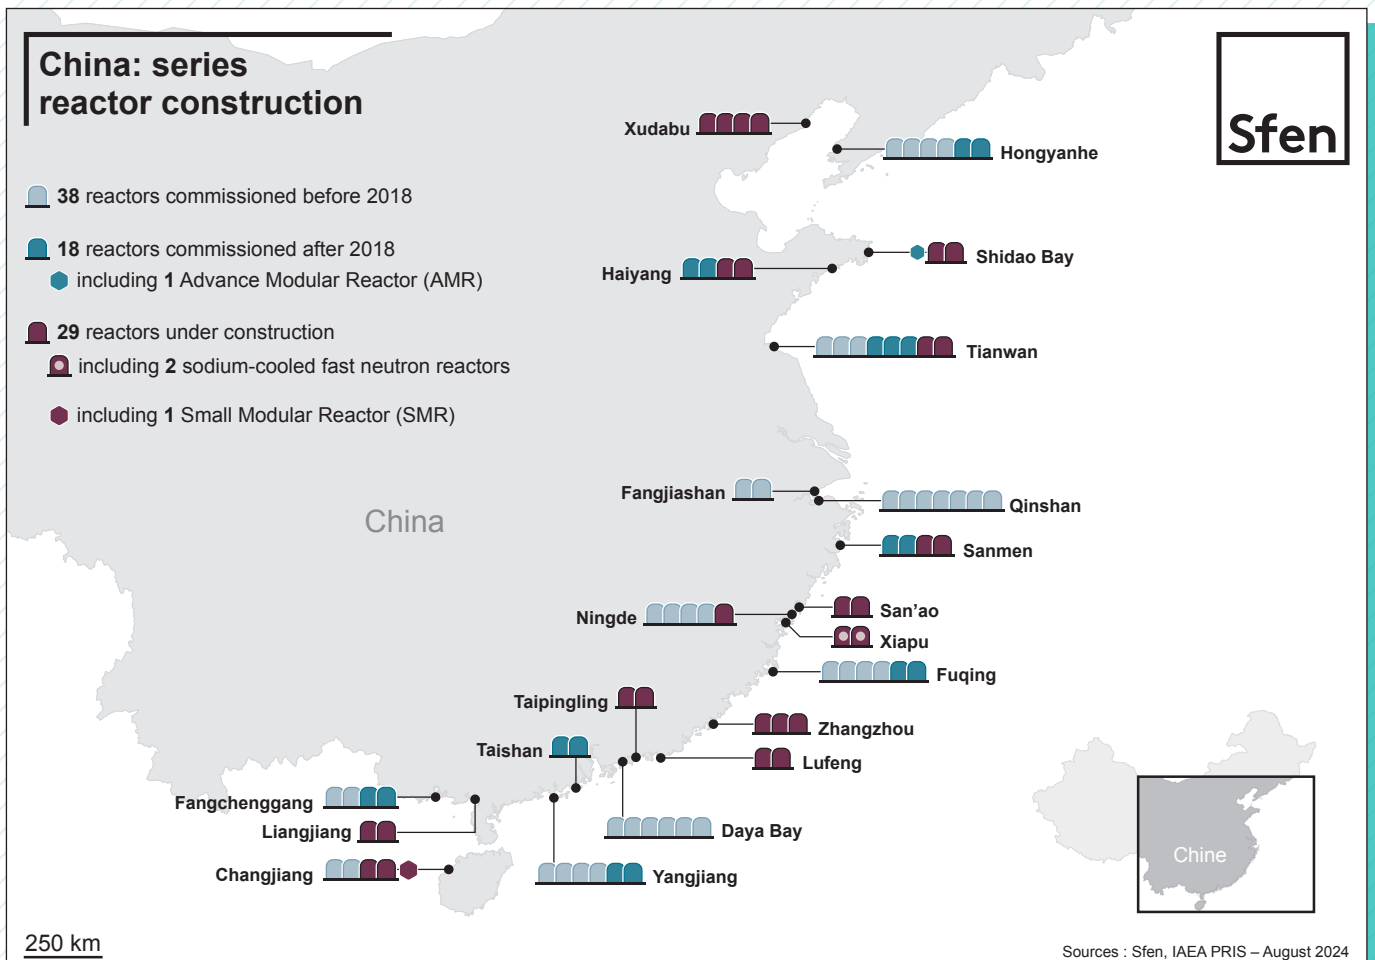 China: series
reactor construction
Sfen
38 reactors commissioned before 2018
18 reactors commissioned after 2018
including 1 Advance Modular Reactor (AMR)
29 reactors under construction
including 2 sodium-cooled fast neutron reactors
including 1 Small Modular Reactor (SMR)
Xudabu
Hongyanhe
Shidao Bay
Haiyang
Tianwan
Fangjiashan
Qinshan
China
Sanmen
San’ao
Ningde
Xiapu
Fuqing
Taipingling
Zhangzhou
Taishan
Lufeng
Fangchenggang
Liangjiang
Daya Bay
Changjiang
Yangjiang
Chine
250 km
Sources : Sfen, IAEA PRIS – August 2024